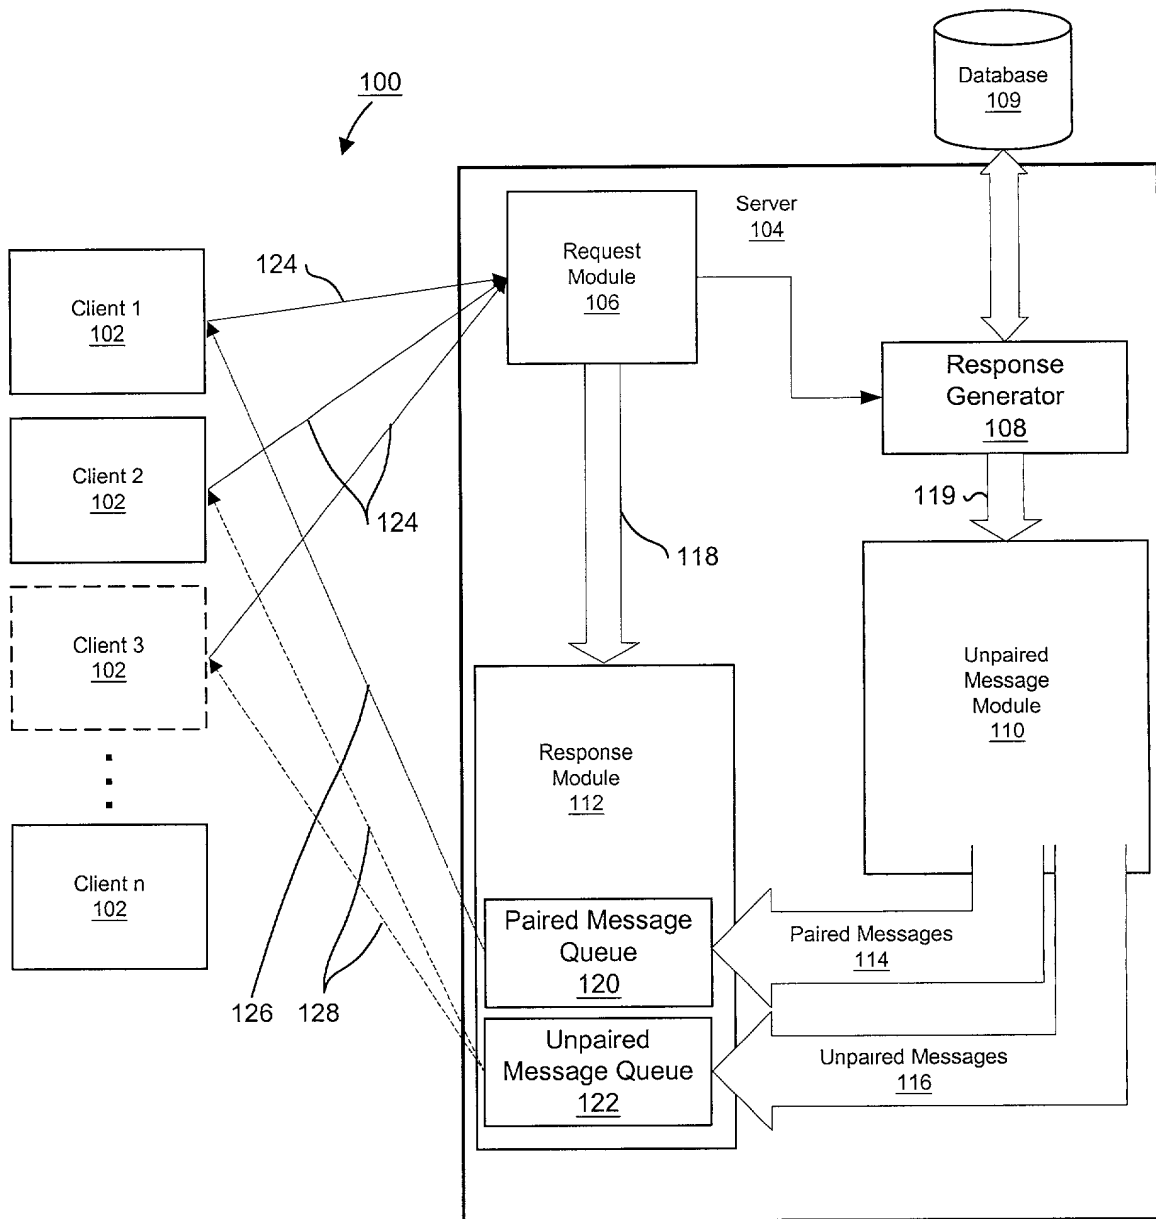 100
Database
109
Server
104
Request
Module
106
124
Client 1
102
Response
Generator
108
Client 2
102
124
119
118
Client 3
102
Unpaired
Message
Module
110
Response
Module
112
Client n
102
Paired Message
Queue
120
Paired Messages
114
126
128
Unpaired
Message Queue
122
Unpaired Messages
116